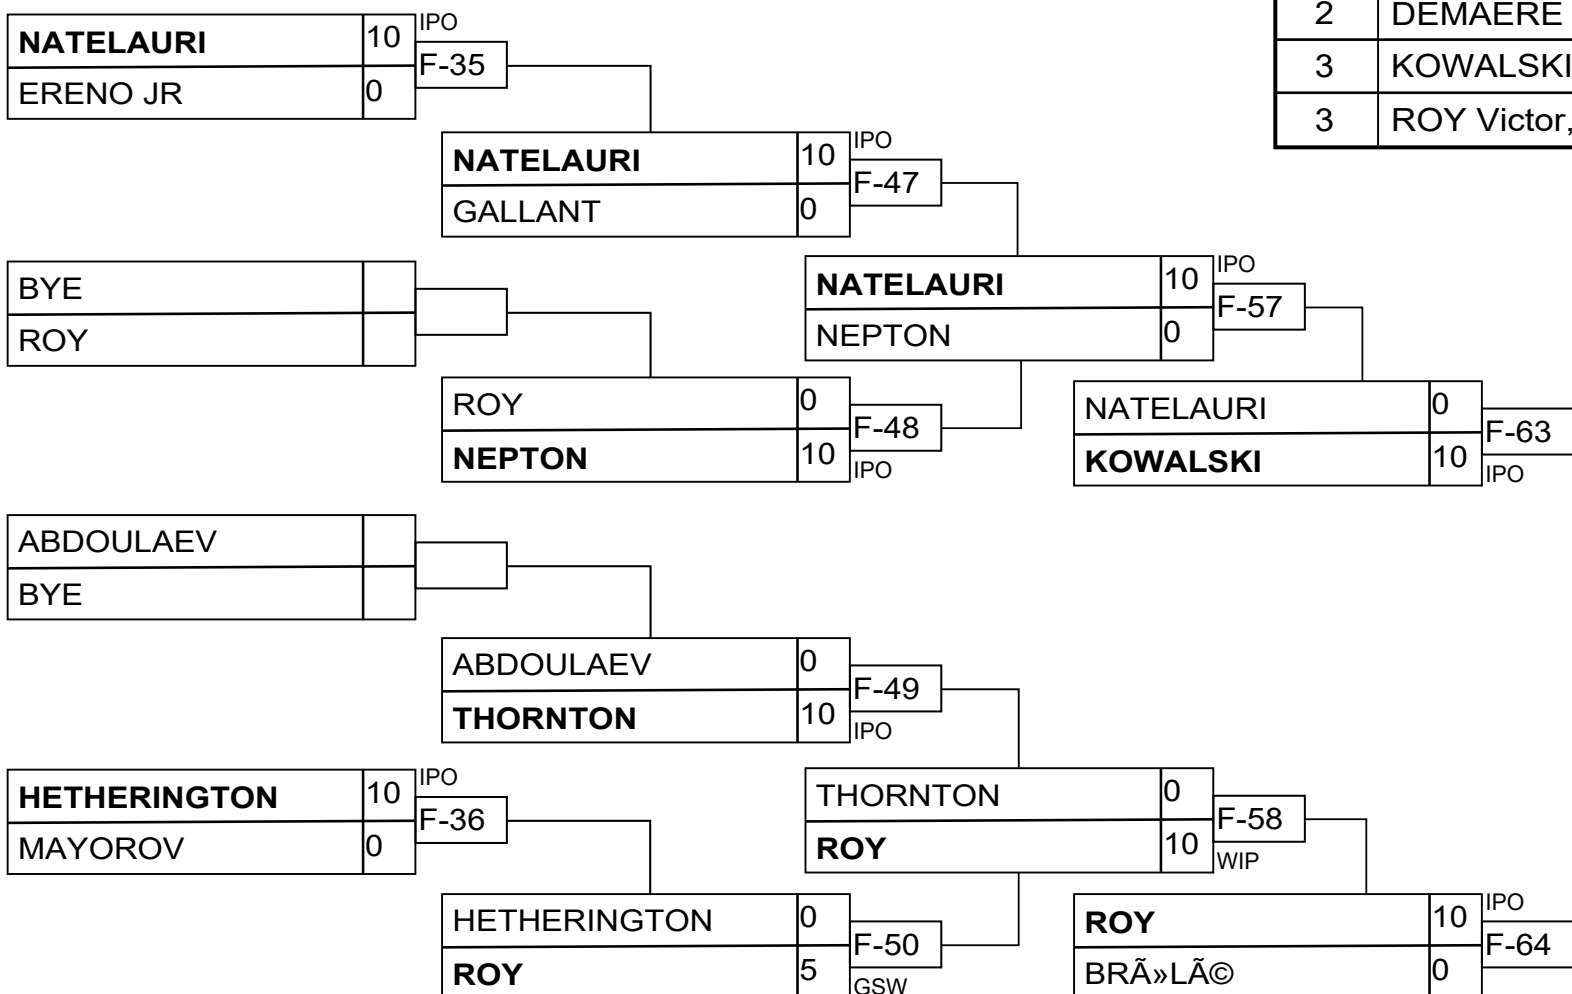 2 DEMAERE
3 KOWALSKI
3 ROY Victor,
NATELAURI 10 IPO
F-35
ERENO JR 0
NATELAURI 10 IPO
F-47
GALLANT 0
BYE
ROY
NATELAURI 10 IPO
F-57
NEPTON 0
ROY 0
F-48
NEPTON 10 IPO
NATELAURI 0
F-63
KOWALSKI 10 IPO
ABDOULAEV
BYE
ABDOULAEV 0
F-49
THORNTON 10 IPO
HETHERINGTON 10 IPO
F-36
MAYOROV 0
THORNTON 0
F-58
ROY 10 WIP
HETHERINGTON 0
F-50
ROY 5 GSW
ROY 10 IPO
F-64
BRÃ»LÃ© 0